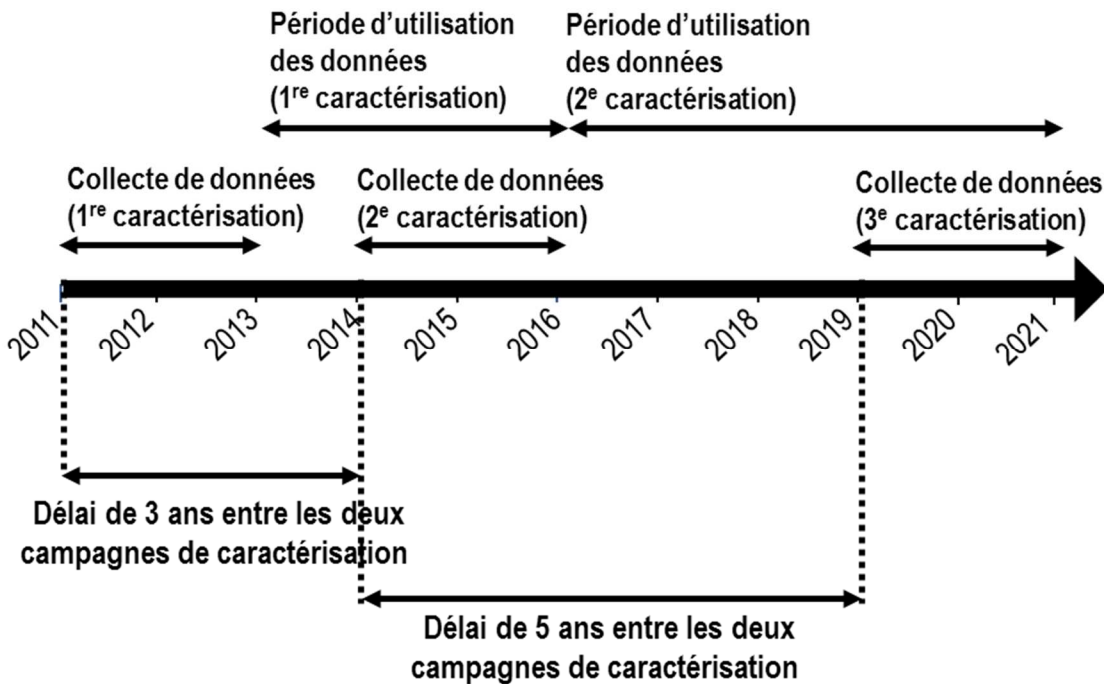 Période d'utilisation
des données
(1re caractérisation)
Période d'utilisation
des données
(2e caractérisation)
Collecte de données
(1re caractérisation)
Collecte de données
(2e caractérisation)
Collecte de données
(3e caractérisation)
2011
2012
2013
2014
2015
2016
2017
2018
2019
2020
2021
Délai de 3 ans entre les deux
campagnes de caractérisation
Délai de 5 ans entre les deux
campagnes de caractérisation